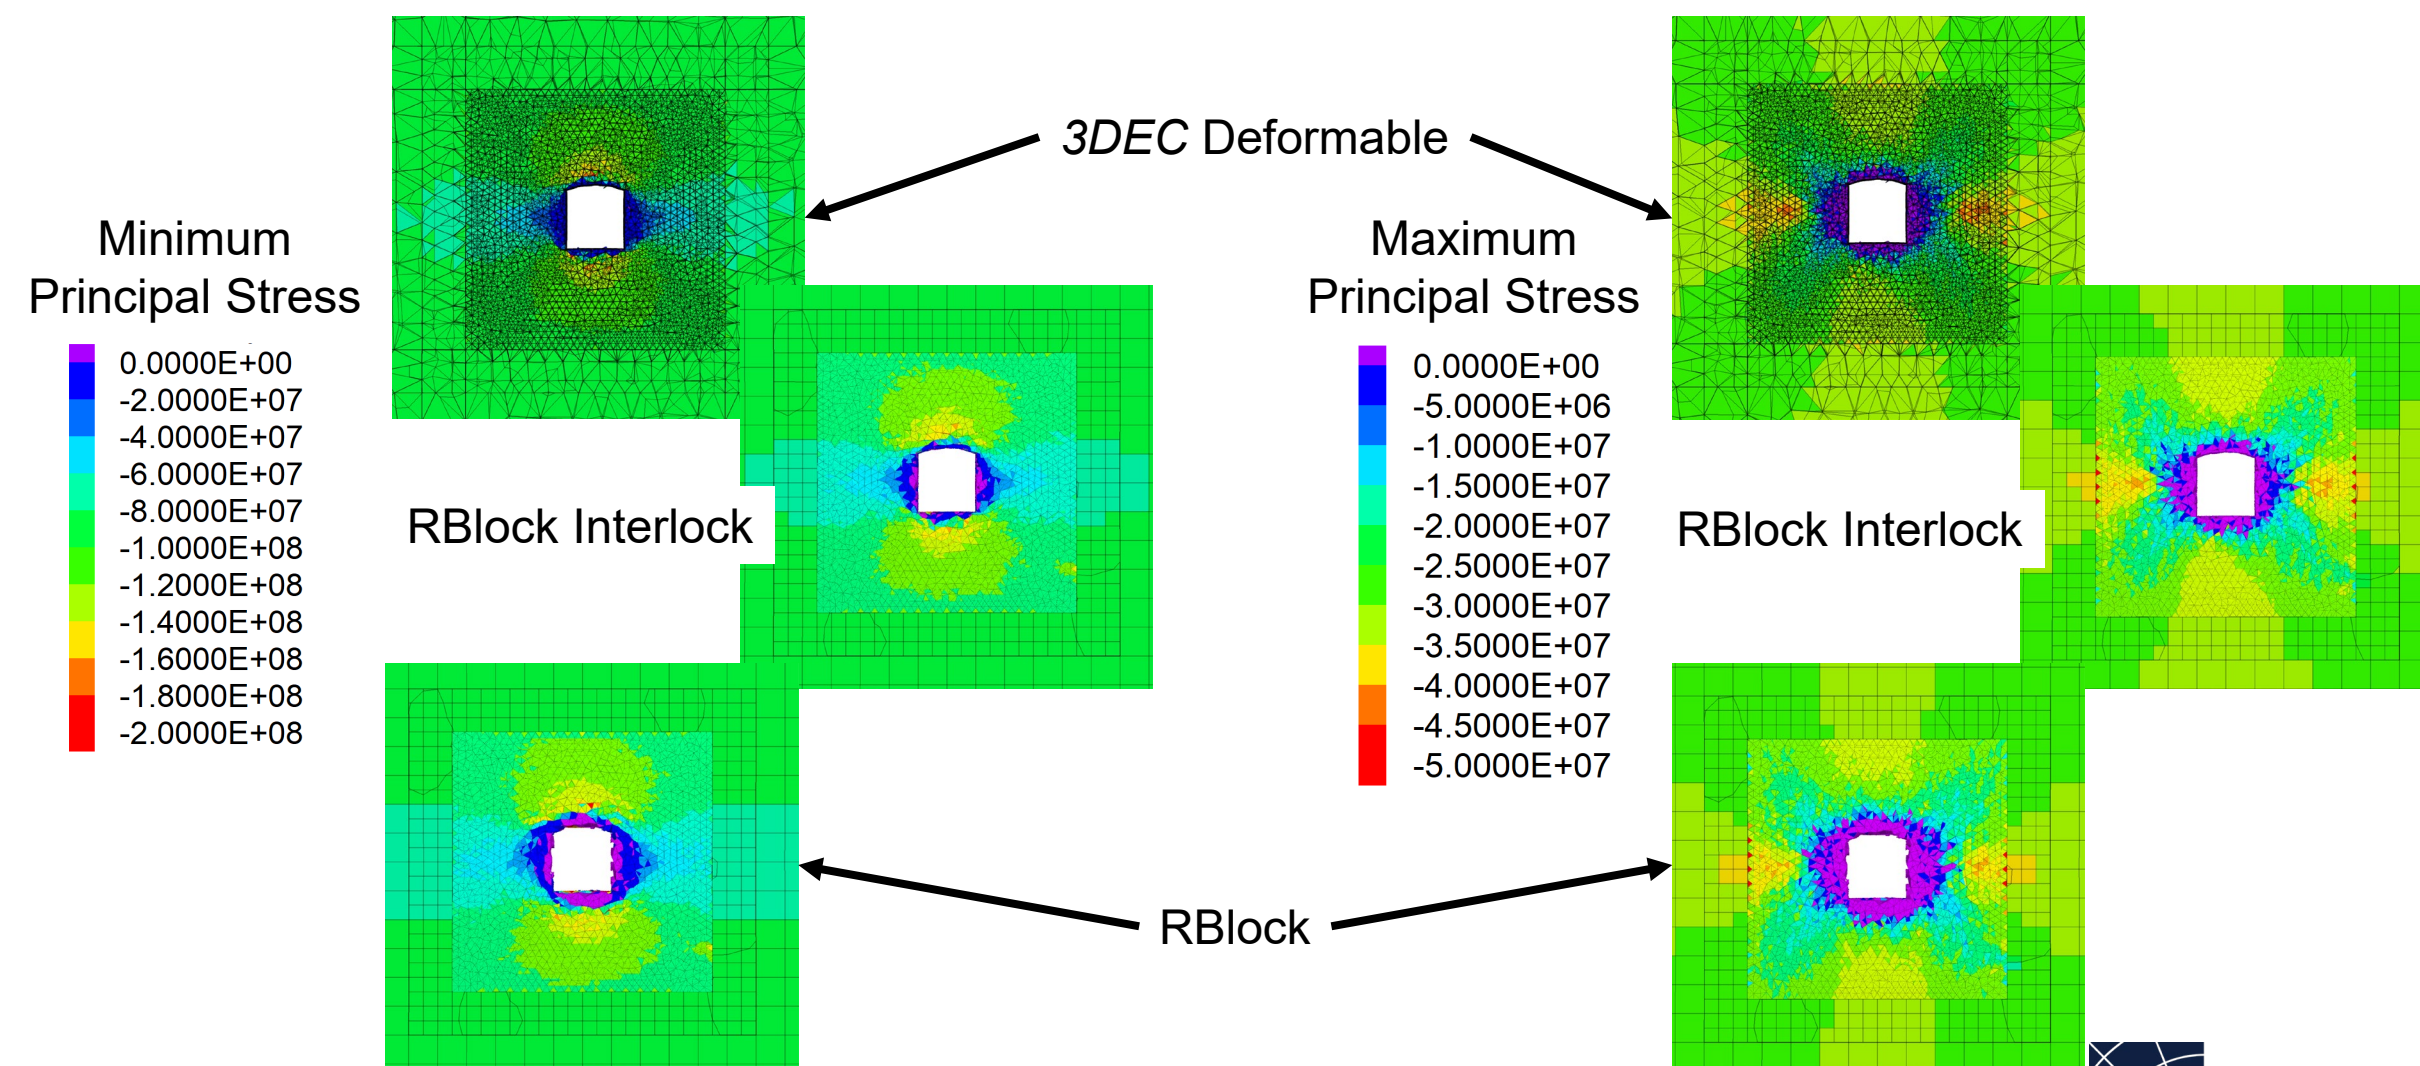 3DEC Deformable
Minimum
Principal Stress
0.0000E+00
-2.0000E+07
-4.0000E+07
-6.0000E+07
-8.0000E+07
-1.0000E+08
-1.2000E+08
-1.4000E+08
-1.6000E+08
-1.8000E+08
-2.0000E+08
Maximum
Principal Stress
0.0000E+00
-5.0000E+06
-1.0000E+07
-1.5000E+07
-2.0000E+07
-2.5000E+07
-3.0000E+07
-3.5000E+07
-4.0000E+07
-4.5000E+07
-5.0000E+07
RBlock Interlock
RBlock Interlock
RBlock